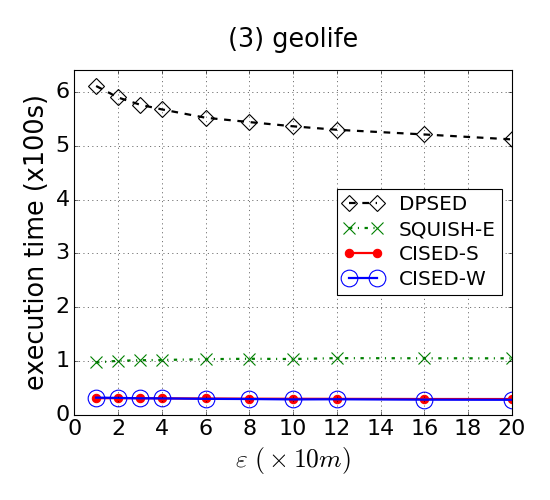 (3) geolife
execution time (x100s)
6
5
4
3
2
1
0
DPSED
SQUISH-E
CISED-S
CISED-W
0 2 4 6 8 10 12 14 16 18 20
ε (×10m)